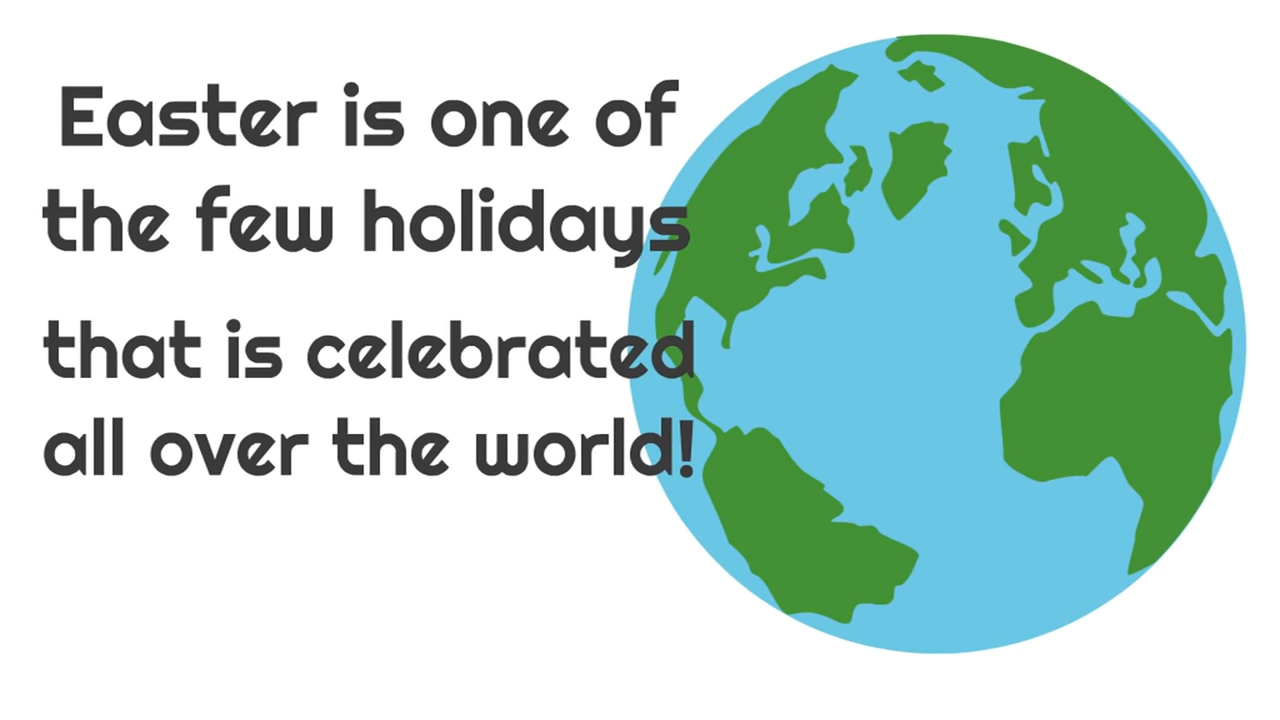 Easter is one of
the few holidays
that is celebrated
all over the world!